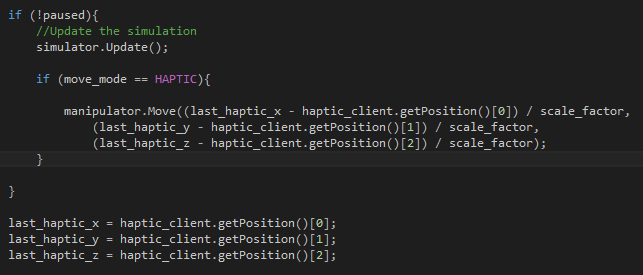 if (!paused){
    //Update the simulation
    simulator.Update();
    if (move_mode == HAPTIC){
        manipulator.Move((last_haptic_x - haptic_client.getPosition()[0]) / scale_factor,
            (last_haptic_y - haptic_client.getPosition()[1]) / scale_factor,
            (last_haptic_z - haptic_client.getPosition()[2]) / scale_factor);
    }
}
last_haptic_x = haptic_client.getPosition()[0];
last_haptic_y = haptic_client.getPosition()[1];
last_haptic_z = haptic_client.getPosition()[2];